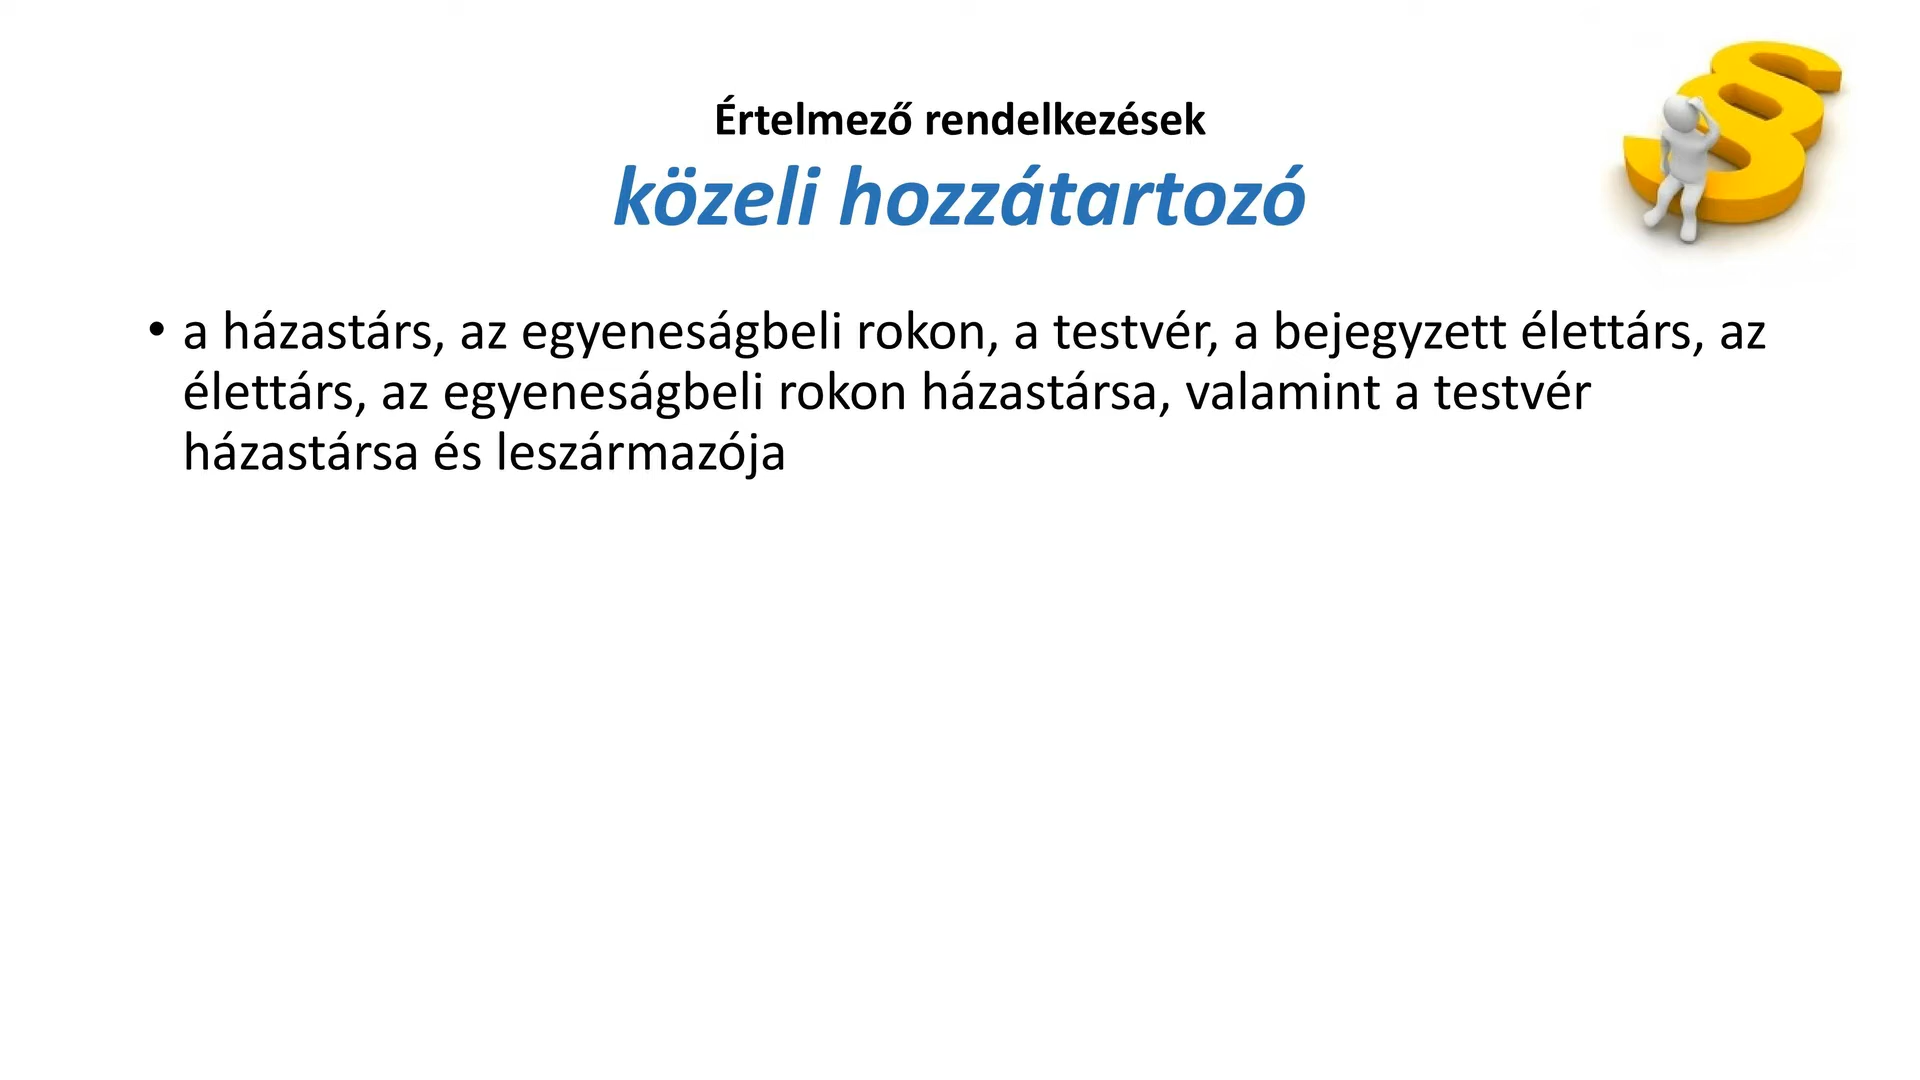 Értelmező rendelkezések
közeli hozzátartozó
• a házastárs, az egyeneságbeli rokon, a testvér, a bejegyzett élettárs, az
élettárs, az egyeneságbeli rokon házastársa, valamint a testvér
házastársa és leszármazója